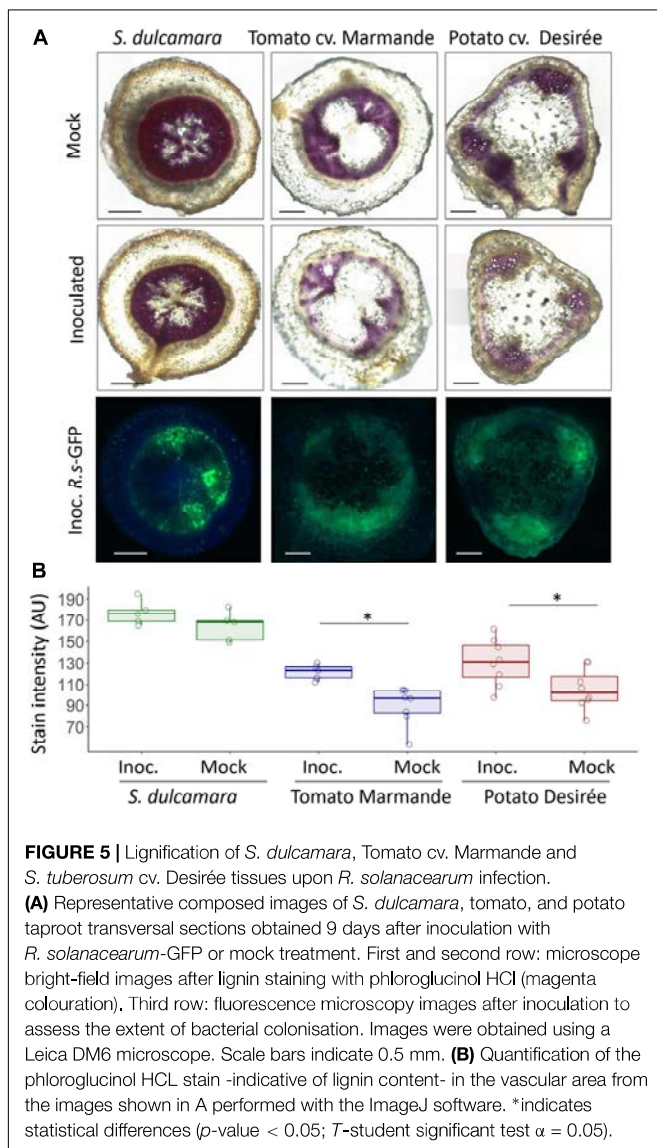 A
S. dulcamara Tomato cv. Marmande Potato cv. Desirée
Mock
Inoculated
Inoc. R.s-GFP
B
Stain intensity (AU)
190
170
150
130
110
90
70
* *
Inoc. Mock Inoc. Mock Inoc. Mock
S. dulcamara Tomato Marmande Potato Desirée
FIGURE 5 | Lignification of S. dulcamara, Tomato cv. Marmande and
S. tuberosum cv. Desirée tissues upon R. solanacearum infection.
(A) Representative composed images of S. dulcamara, tomato, and potato
taproot transversal sections obtained 9 days after inoculation with
R. solanacearum-GFP or mock treatment. First and second row: microscope
bright-field images after lignin staining with phloroglucinol HCl (magenta
colouration). Third row: fluorescence microscopy images after inoculation to
assess the extent of bacterial colonisation. Images were obtained using a
Leica DM6 microscope. Scale bars indicate 0.5 mm. (B) Quantification of the
phloroglucinol HCL stain -indicative of lignin content- in the vascular area from
the images shown in A performed with the ImageJ software. *indicates
statistical differences (p-value < 0.05; T-student significant test α = 0.05).